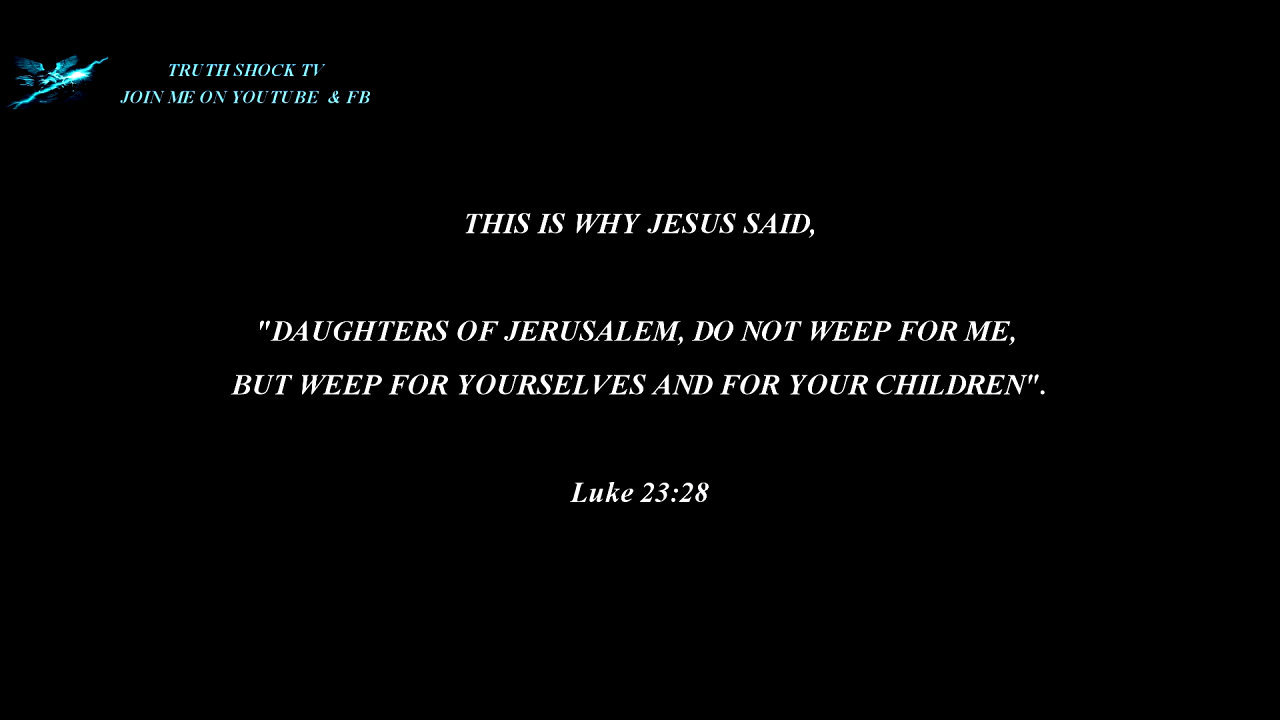 TRUTH SHOCK TV
JOIN ME ON YOUTUBE & FB
THIS IS WHY JESUS SAID,
"DAUGHTERS OF JERUSALEM, DO NOT WEEP FOR ME,
BUT WEEP FOR YOURSELVES AND FOR YOUR CHILDREN".
Luke 23:28